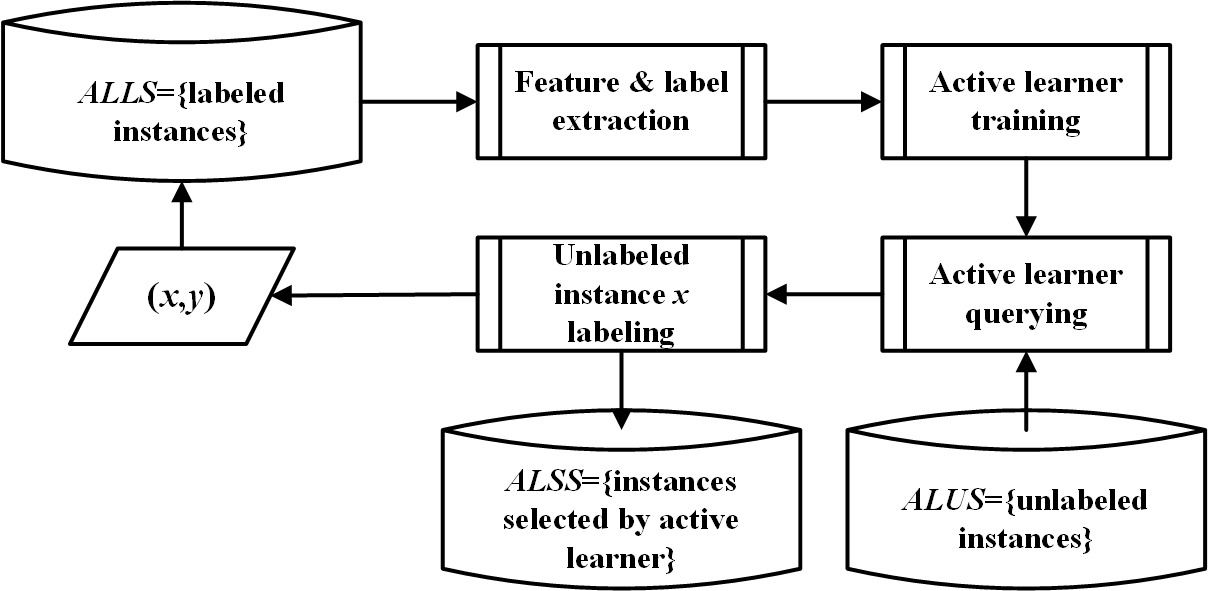 ALLS={labeled
instances}
Feature & label
extraction
Active learner
training
(x,y)
Unlabeled
instance x
labeling
Active learner
querying
ALSS={instances
selected by active
learner}
ALUS={unlabeled
instances}